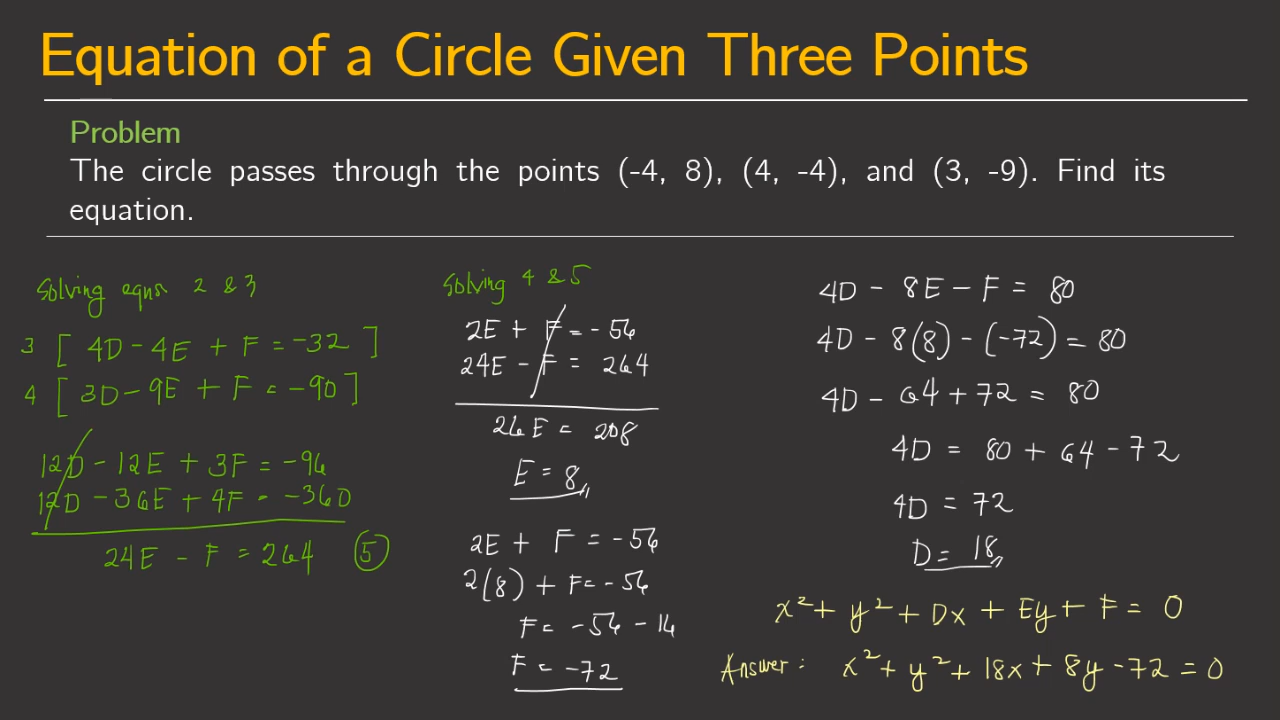 Equation of a Circle Given Three Points
Problem
The circle passes through the points (-4, 8), (4, -4), and (3, -9). Find its
equation.
Solving eqns 2 & 3
3 [ 4D - 4E + F = -32 ]
4 [ 3D - 9E + F = -90 ]
12D - 12E + 3F = -96
12D - 36E + 4F = -360
24E - F = 264 (5)
Solving 4 & 5
2E + F = -56
24E - F = 264
26E = 208
E = 8
2E + F = -56
2(8) + F = -56
F = -56 - 16
F = -72
4D - 8E - F = 80
4D - 8(8) - (-72) = 80
4D - 64 + 72 = 80
4D = 80 + 64 - 72
4D = 72
D = 18
x² + y² + Dx + Ey + F = 0
Answer: x² + y² + 18x + 8y - 72 = 0